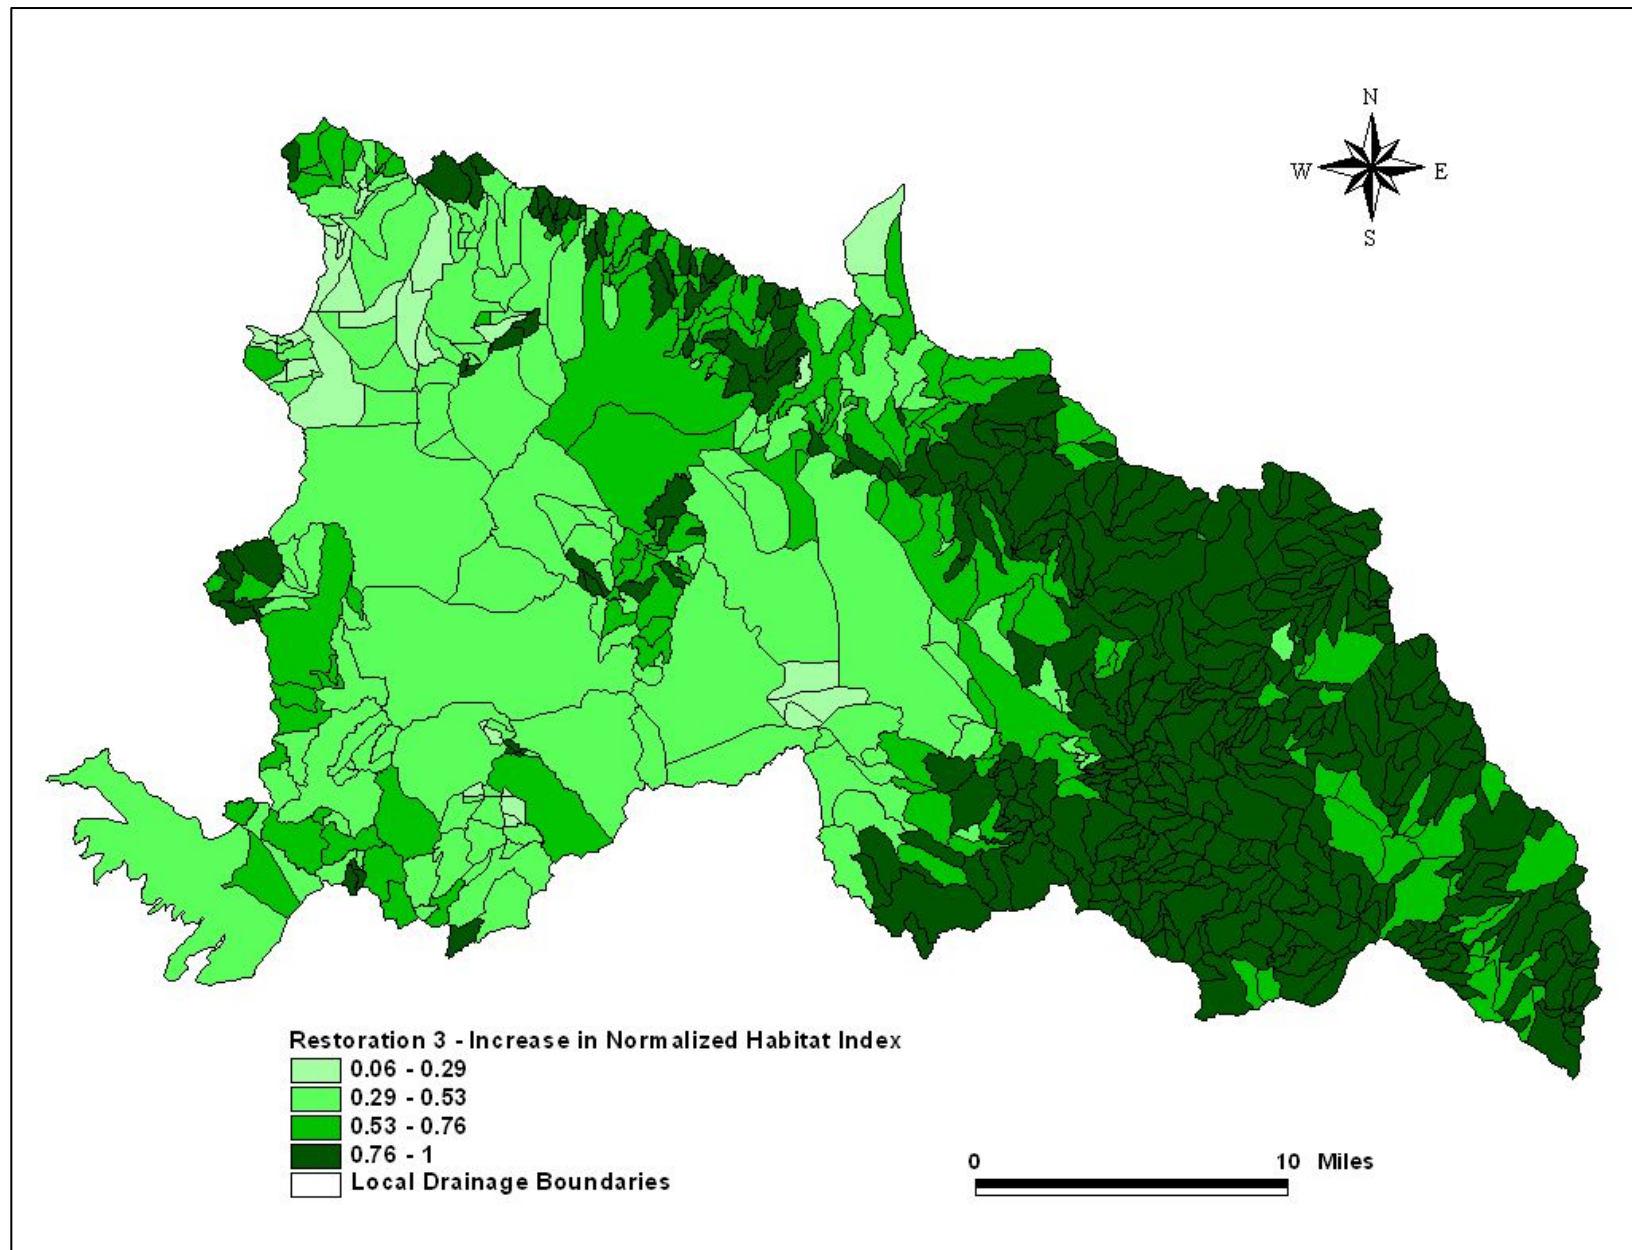 N
W E
S
Restoration 3 - Increase in Normalized Habitat Index
0.06 - 0.29
0.29 - 0.53
0.53 - 0.76
0.76 - 1
Local Drainage Boundaries
0 10 Miles